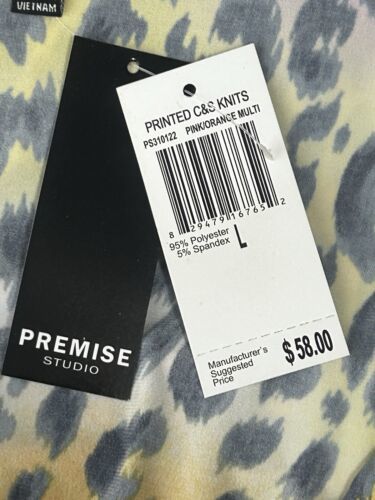 VIETNAM
PREMISE
STUDIO
PRINTED C&S KNITS
PS310122 PINK/ORANGE MULTI
8 29479 16765 2
95% Polyester
5% Spandex
L
Manufacturer's
Suggested
Price
$58.00